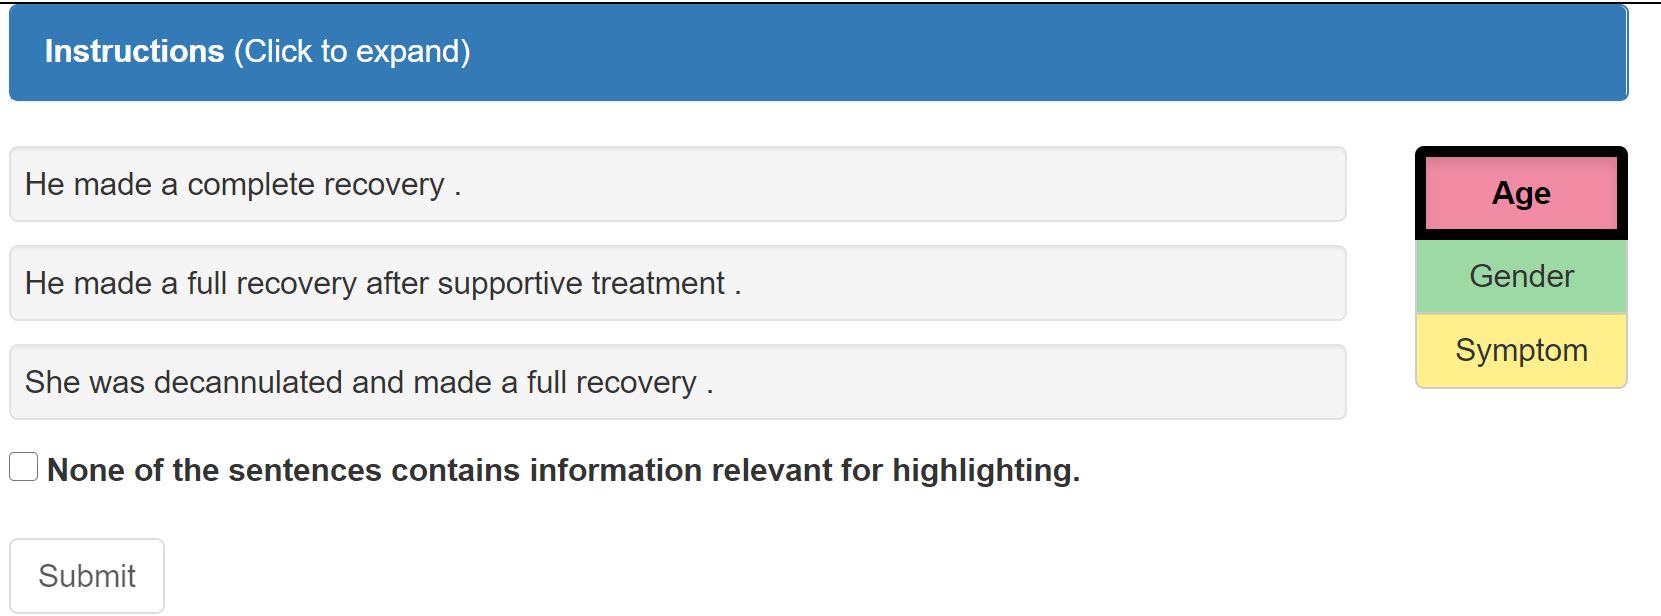 Instructions (Click to expand)
He made a complete recovery .
He made a full recovery after supportive treatment .
She was decannulated and made a full recovery .
Age
Gender
Symptom
None of the sentences contains information relevant for highlighting.
Submit